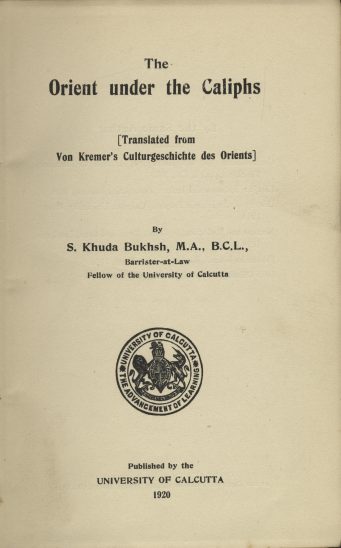 The
Orient under the Caliphs
[Translated from
Von Kremer's Culturgeschichte des Orients]
By
S. Khuda Bukhsh, M.A., B.C.L.,
Barrister-at-Law
Fellow of the University of Calcutta
UNIVERSITY OF CALCUTTA
THE ADVANCEMENT OF LEARNING
Published by the
UNIVERSITY OF CALCUTTA
1920